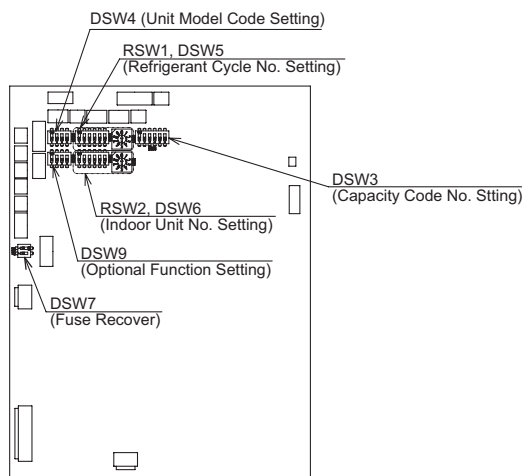 DSW4 (Unit Model Code Setting)
RSW1, DSW5
(Refrigerant Cycle No. Setting)
DSW3
(Capacity Code No. Stting)
RSW2, DSW6
(Indoor Unit No. Setting)
DSW9
(Optional Function Setting)
DSW7
(Fuse Recover)